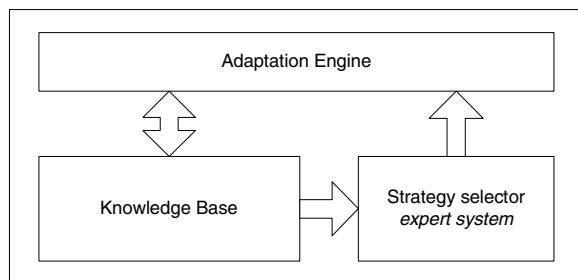 Adaptation Engine
Knowledge Base
Strategy selector
expert system